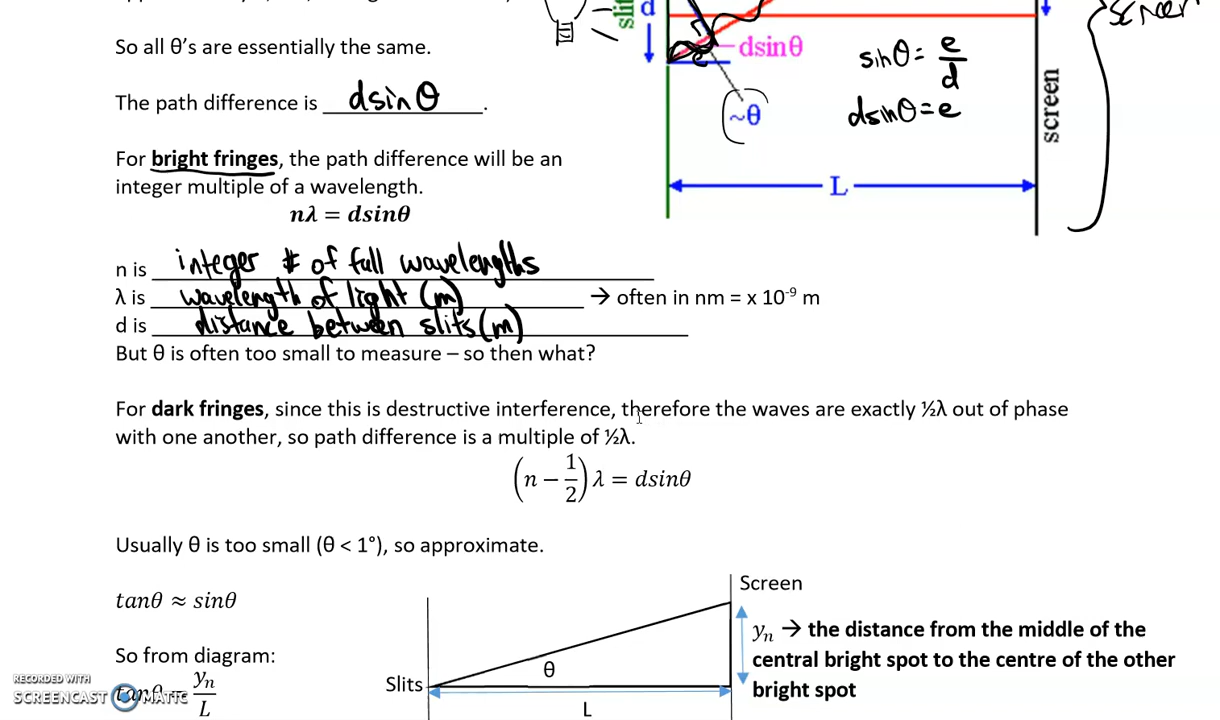 So all θ's are essentially the same.
The path difference is dsinθ.
For bright fringes, the path difference will be an
integer multiple of a wavelength.
nλ = dsinθ
n is integer # of full wavelengths
λ is wavelength of light (m) → often in nm = x 10⁻⁹ m
d is distance between slits (m)
But θ is often too small to measure – so then what?
d
dsinθ
~θ
sinθ = e/d
dsinθ = e
L
screen
screen
For dark fringes, since this is destructive interference, therefore the waves are exactly ½λ out of phase
with one another, so path difference is a multiple of ½λ.
(n − 1/2) λ = dsinθ
Usually θ is too small (θ < 1°), so approximate.
tanθ ≈ sinθ
So from diagram:
tanθ = yₙ/L
Screen
Slits
θ
L
yₙ → the distance from the middle of the
central bright spot to the centre of the other
bright spot
RECORDED WITH
SCREENCAST MATIC